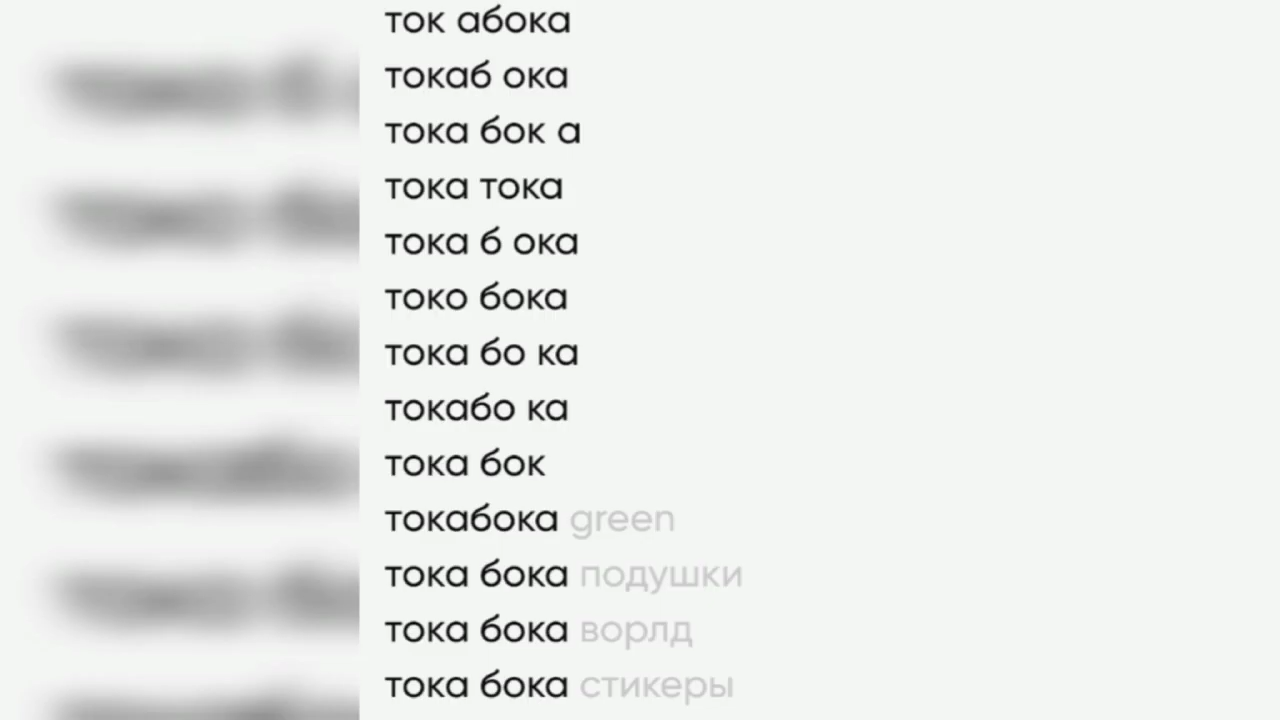 ток абока
токаб ока
тока бок а
тока тока
тока б ока
токо бока
тока бо ка
токабо ка
тока бок
токабока green
тока бока подушки
тока бока ворлд
тока бока стикеры